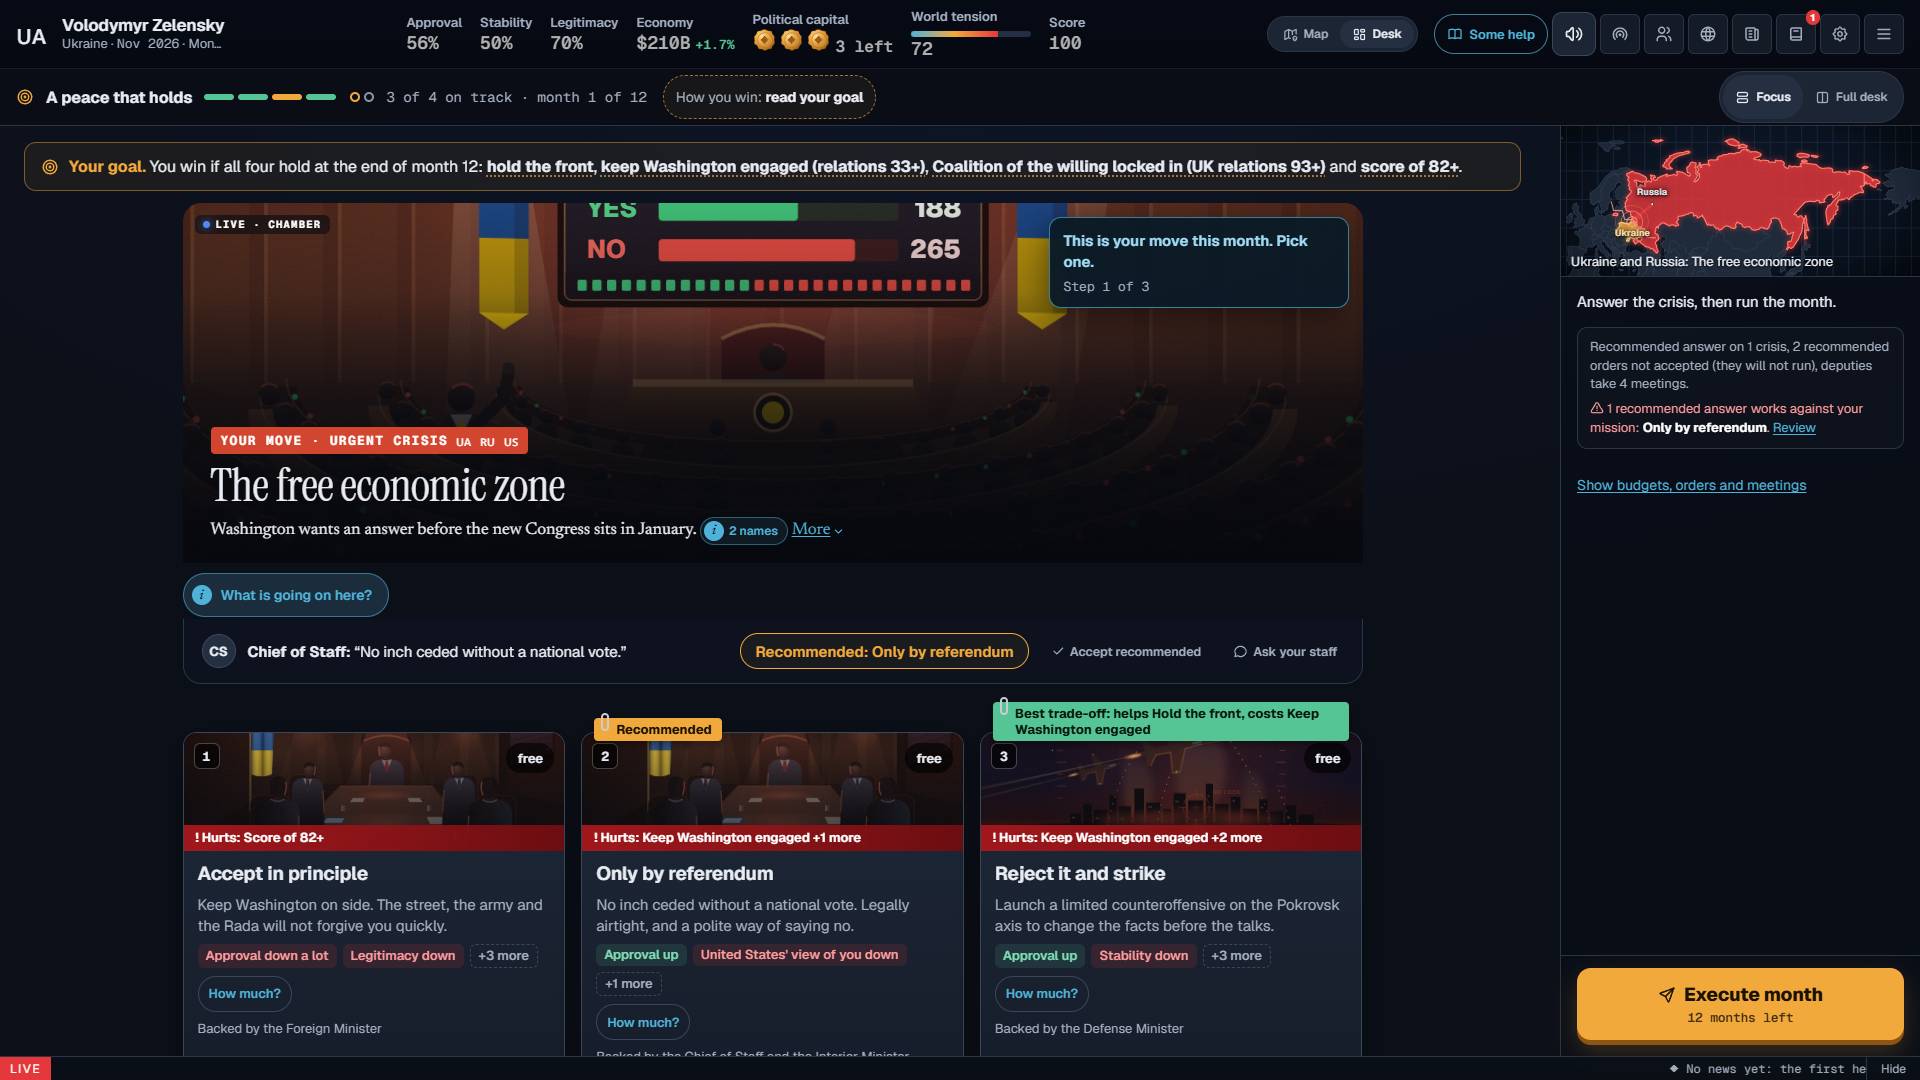 UA
Volodymyr Zelensky
Ukraine · Nov 2026 · Mon…
Approval
56%
Stability
50%
Legitimacy
70%
Economy
$210B +1.7%
Political capital
3 left
World tension
72
Score
100
Map
Desk
Some help
1
A peace that holds
3 of 4 on track · month 1 of 12
How you win: read your goal
Focus
Full desk
Your goal. You win if all four hold at the end of month 12: hold the front, keep Washington engaged (relations 33+), Coalition of the willing locked in (UK relations 93+) and score of 82+.
LIVE · CHAMBER
YES 188
NO 265
This is your move this month. Pick one.
Step 1 of 3
YOUR MOVE · URGENT CRISIS UA RU US
The free economic zone
Washington wants an answer before the new Congress sits in January. i 2 names More
i What is going on here?
CS Chief of Staff: “No inch ceded without a national vote.”
Recommended: Only by referendum
Accept recommended
Ask your staff
1
free
! Hurts: Score of 82+
Accept in principle
Keep Washington on side. The street, the army and
the Rada will not forgive you quickly.
Approval down a lot
Legitimacy down
+3 more
How much?
Backed by the Foreign Minister
Recommended
2
free
! Hurts: Keep Washington engaged +1 more
Only by referendum
No inch ceded without a national vote. Legally
airtight, and a polite way of saying no.
Approval up
United States' view of you down
+1 more
How much?
Backed by the Chief of Staff and the Interior Minister
Best trade-off: helps Hold the front, costs Keep
Washington engaged
3
free
! Hurts: Keep Washington engaged +2 more
Reject it and strike
Launch a limited counteroffensive on the Pokrovsk
axis to change the facts before the talks.
Approval up
Stability down
+3 more
How much?
Backed by the Defense Minister
Russia
Ukraine
Ukraine and Russia: The free economic zone
Answer the crisis, then run the month.
Recommended answer on 1 crisis, 2 recommended
orders not accepted (they will not run), deputies
take 4 meetings.
1 recommended answer works against your
mission: Only by referendum. Review
Show budgets, orders and meetings
Execute month
12 months left
LIVE
◆ No news yet: the first he
Hide